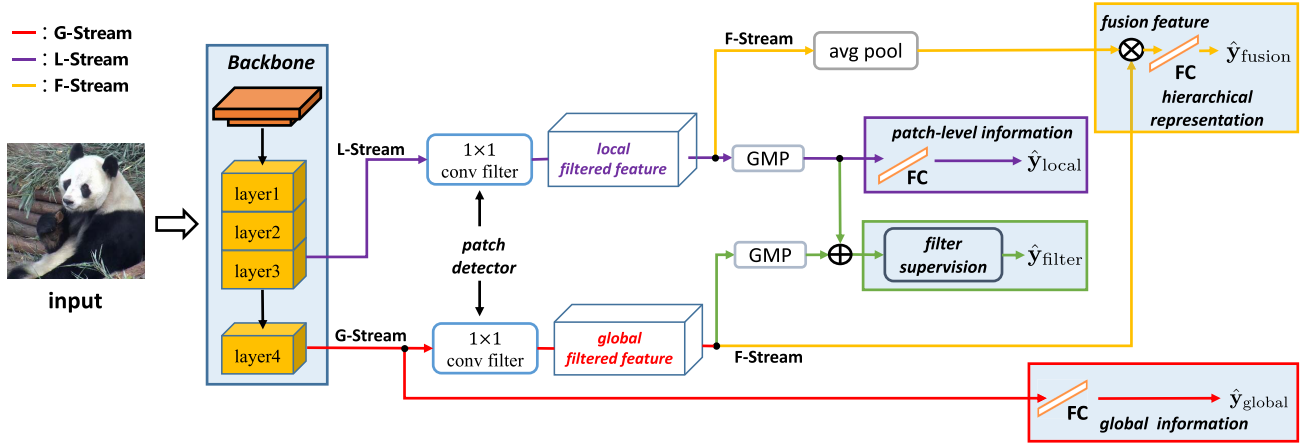 : G-Stream
: L-Stream
: F-Stream
input
Backbone
layer1
layer2
layer3
layer4
L-Stream
G-Stream
1×1
conv filter
patch
detector
1×1
conv filter
local
filtered feature
global
filtered feature
F-Stream
F-Stream
avg pool
GMP
GMP
fusion feature
FC
ŷfusion
hierarchical
representation
patch-level information
FC
ŷlocal
filter
supervision
ŷfilter
FC
ŷglobal
global information